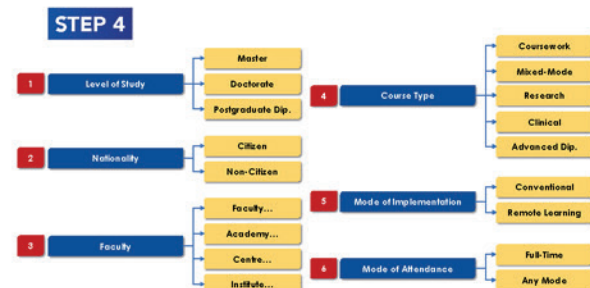 STEP 4
1
Level of Study
Master
Doctorate
Postgraduate Dip.
2
Nationality
Citizen
Non-Citizen
3
Faculty
Faculty...
Academy...
Centre...
Institute...
4
Course Type
Coursework
Mixed-Mode
Research
Clinical
Advanced Dip.
5
Mode of Implementation
Conventional
Remote Learning
6
Mode of Attendance
Full-Time
Any Mode